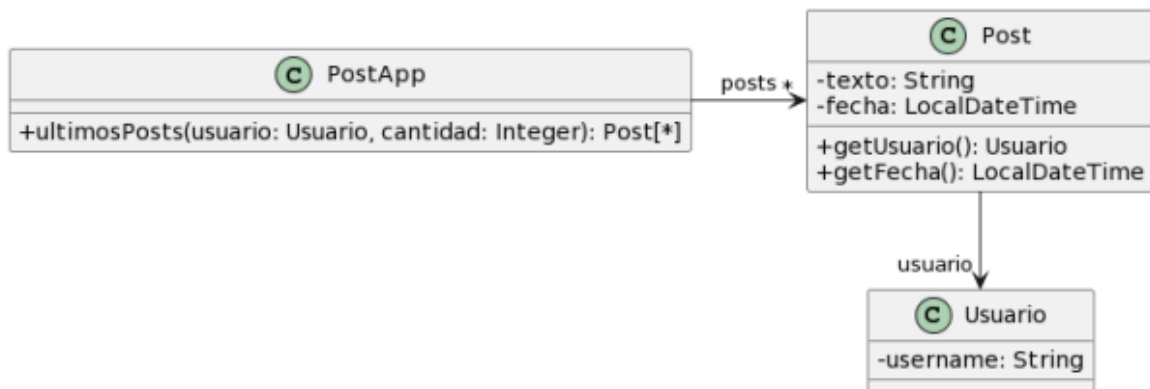 C PostApp
+ultimosPosts(usuario: Usuario, cantidad: Integer): Post[*]
posts *
C Post
-texto: String
-fecha: LocalDateTime
+getUsuario(): Usuario
+getFecha(): LocalDateTime
usuario
C Usuario
-username: String